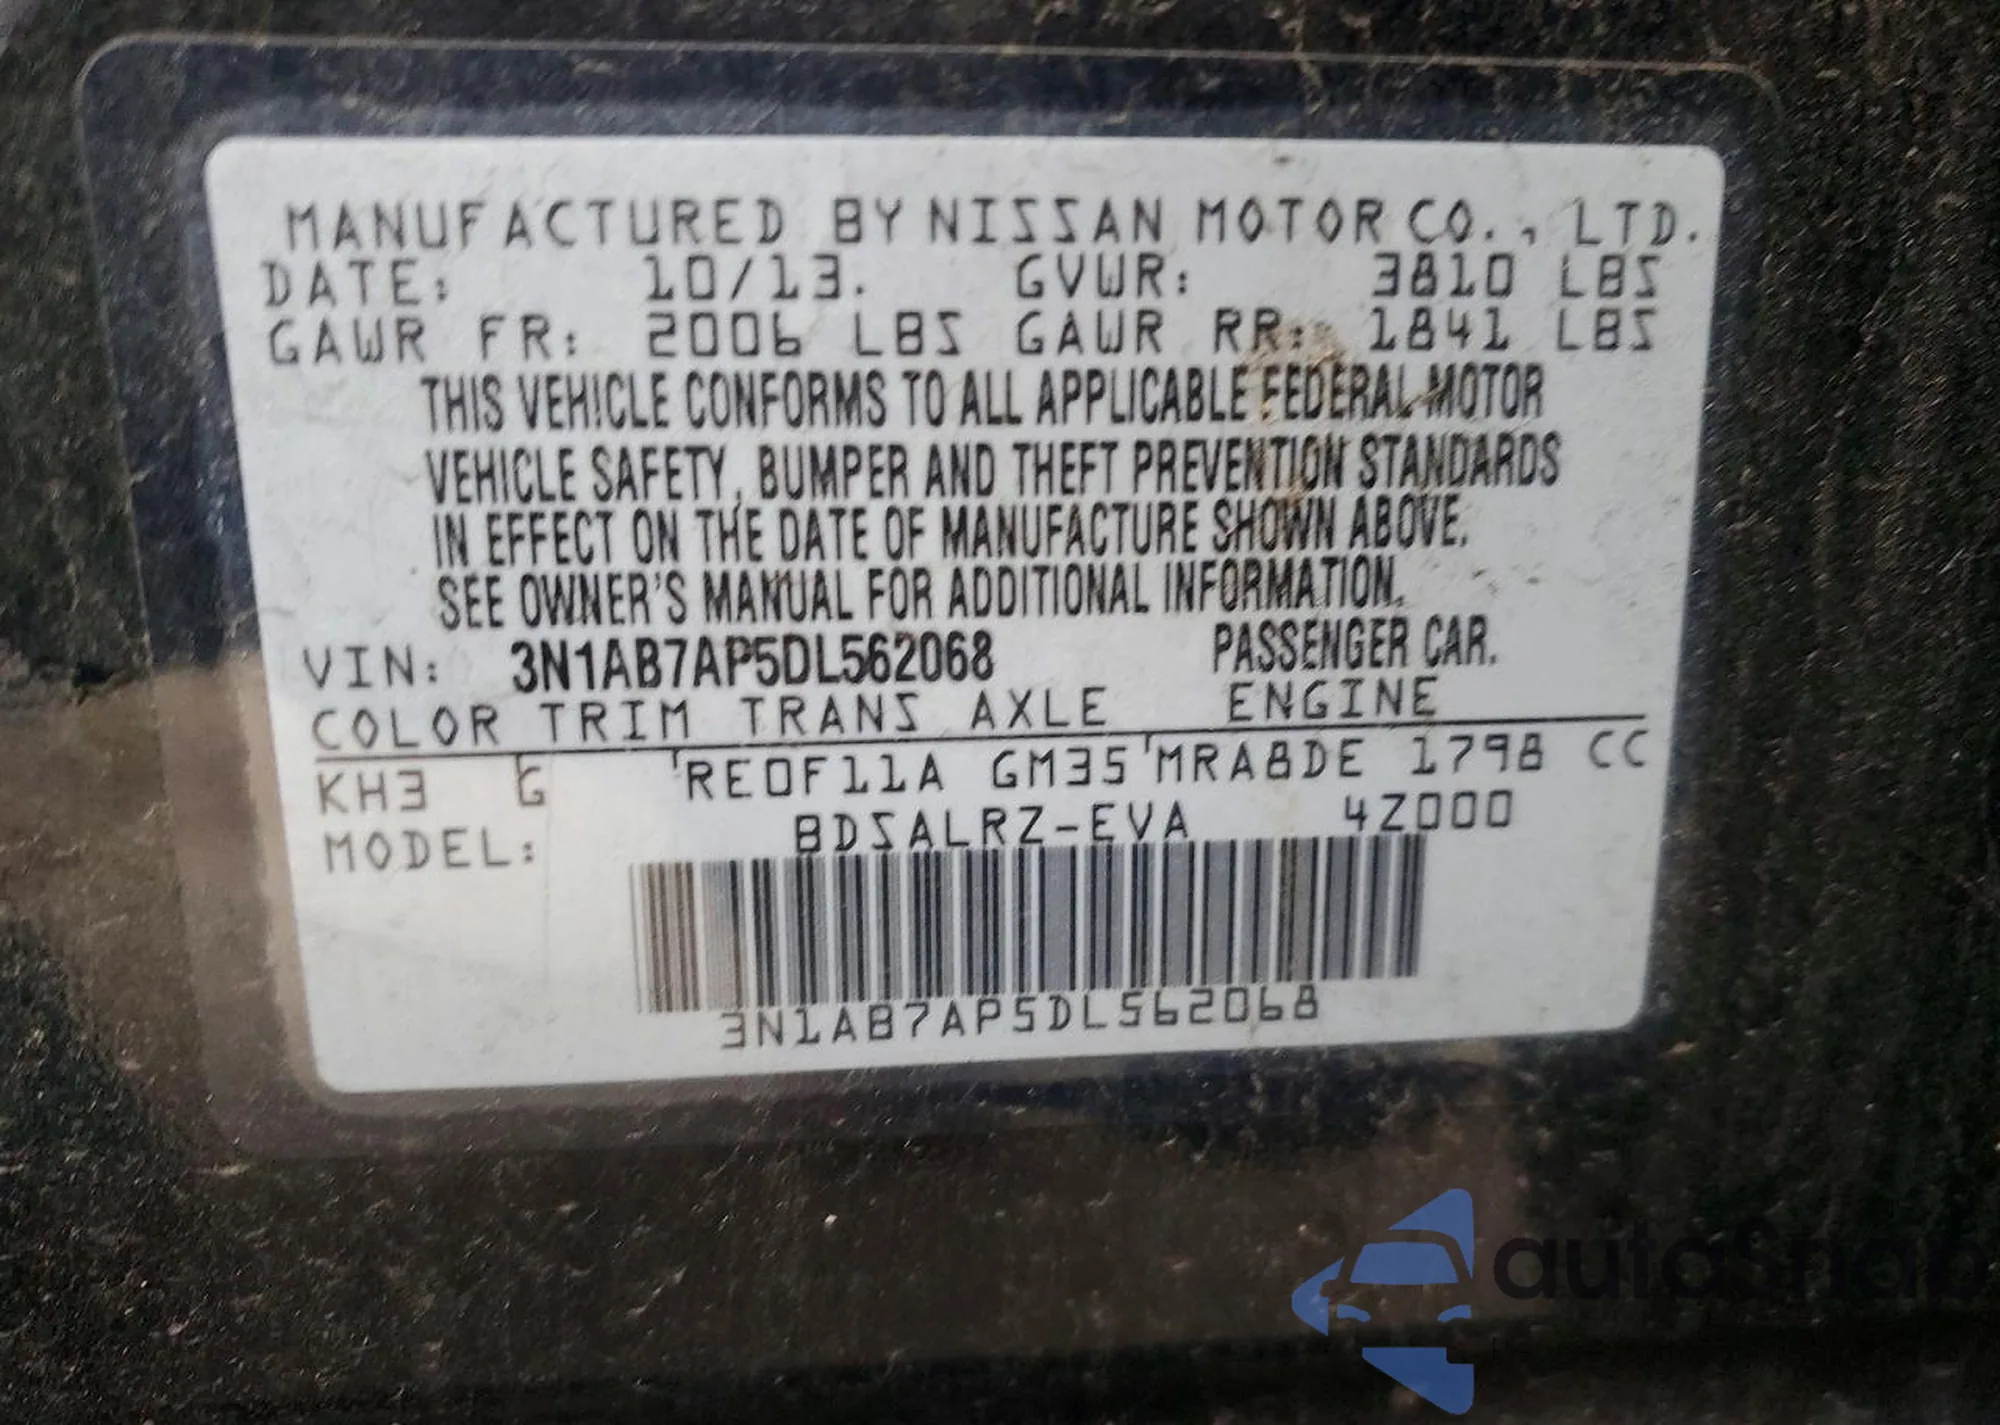 MANUFACTURED BY NISSAN MOTOR CO., LTD.
DATE: 10/13. GVWR: 3810 LBS
GAWR FR: 2006 LBS GAWR RR: 1841 LBS
THIS VEHICLE CONFORMS TO ALL APPLICABLE FEDERAL MOTOR
VEHICLE SAFETY, BUMPER AND THEFT PREVENTION STANDARDS
IN EFFECT ON THE DATE OF MANUFACTURE SHOWN ABOVE.
SEE OWNER'S MANUAL FOR ADDITIONAL INFORMATION.
VIN: 3N1AB7AP5DL562068 PASSENGER CAR.
COLOR TRIM TRANS AXLE ENGINE
KH3 G RE0F11A GM35 MRA8DE 1798 CC
MODEL: BDSALRZ-EVA 4Z000
3N1AB7AP5DL562068
autoSnab